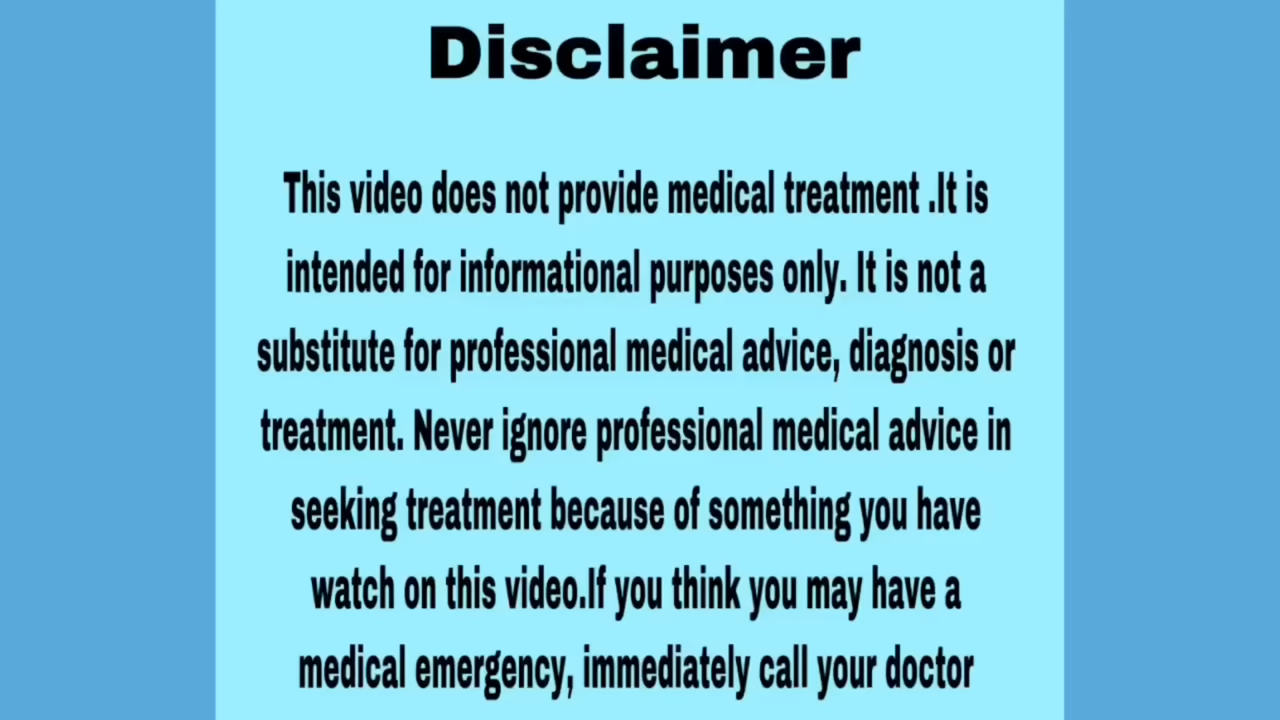 Disclaimer
This video does not provide medical treatment .It is
intended for informational purposes only. It is not a
substitute for professional medical advice, diagnosis or
treatment. Never ignore professional medical advice in
seeking treatment because of something you have
watch on this video.If you think you may have a
medical emergency, immediately call your doctor